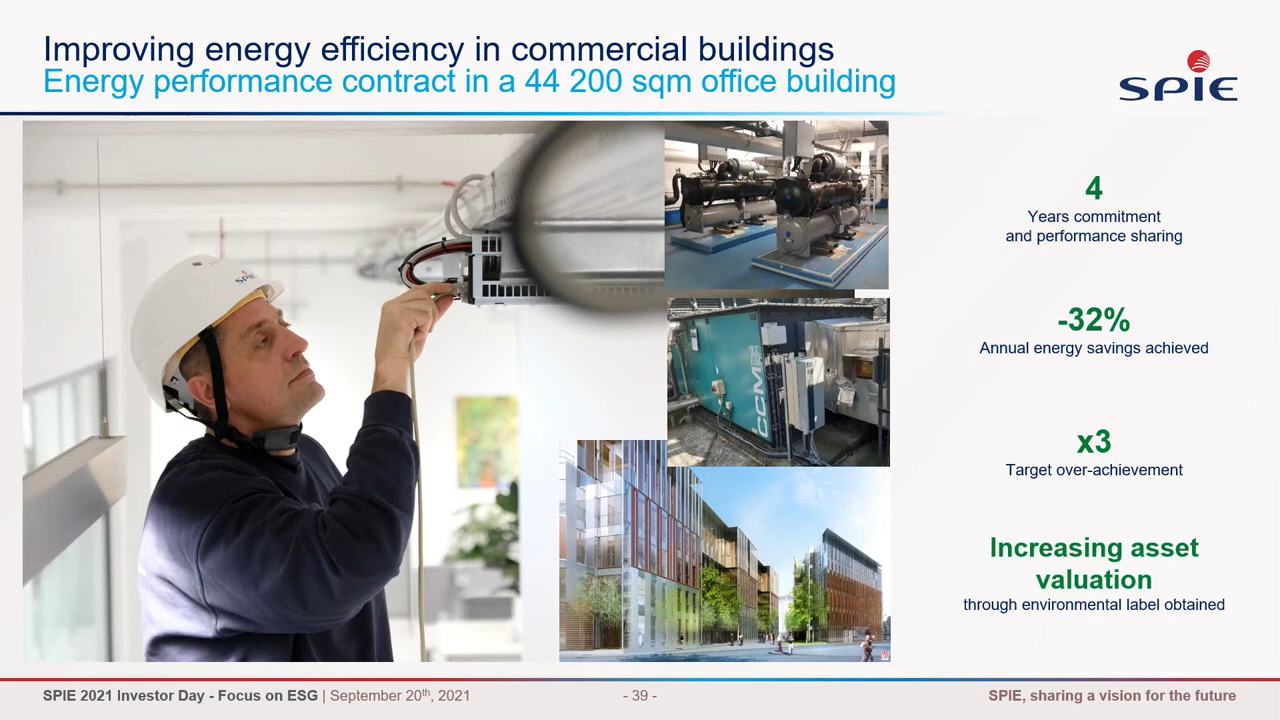 Improving energy efficiency in commercial buildings
Energy performance contract in a 44 200 sqm office building
SPIE
SPIE
CCM
4
Years commitment
and performance sharing
-32%
Annual energy savings achieved
x3
Target over-achievement
Increasing asset
valuation
through environmental label obtained
SPIE 2021 Investor Day - Focus on ESG | September 20th, 2021
- 39 -
SPIE, sharing a vision for the future